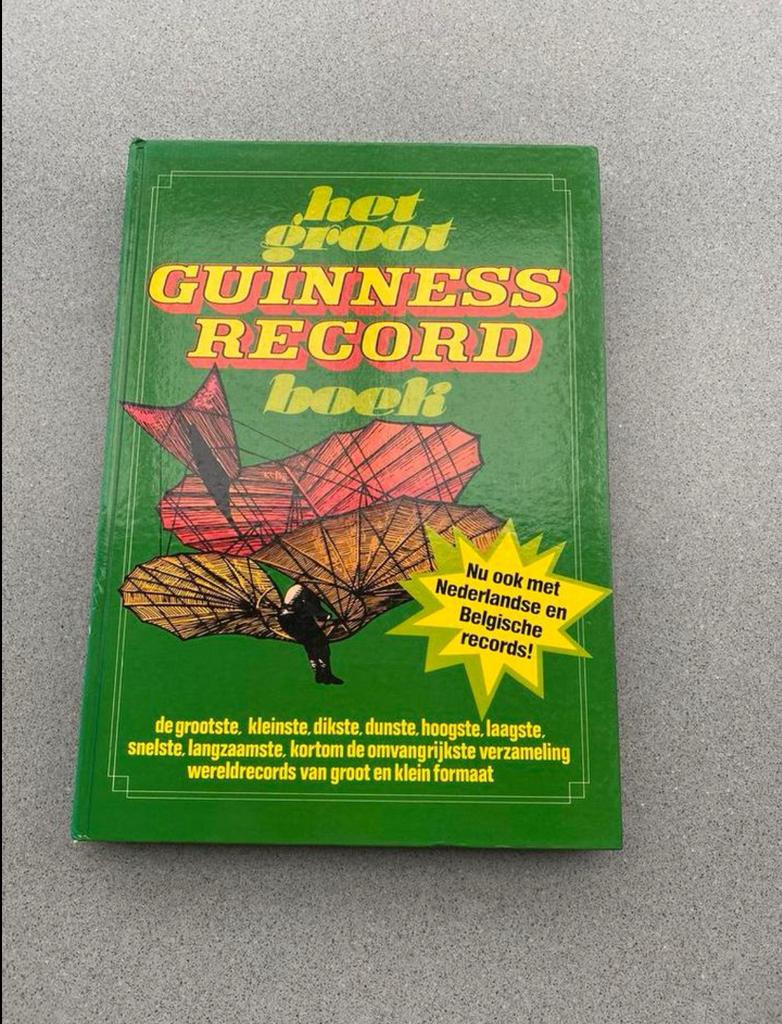 het
groot
GUINNESS
RECORD
boek
Nu ook met
Nederlandse en
Belgische
records!
de grootste, kleinste, dikste, dunste, hoogste, laagste,
snelste, langzaamste, kortom de omvangrijkste verzameling
wereldrecords van groot en klein formaat